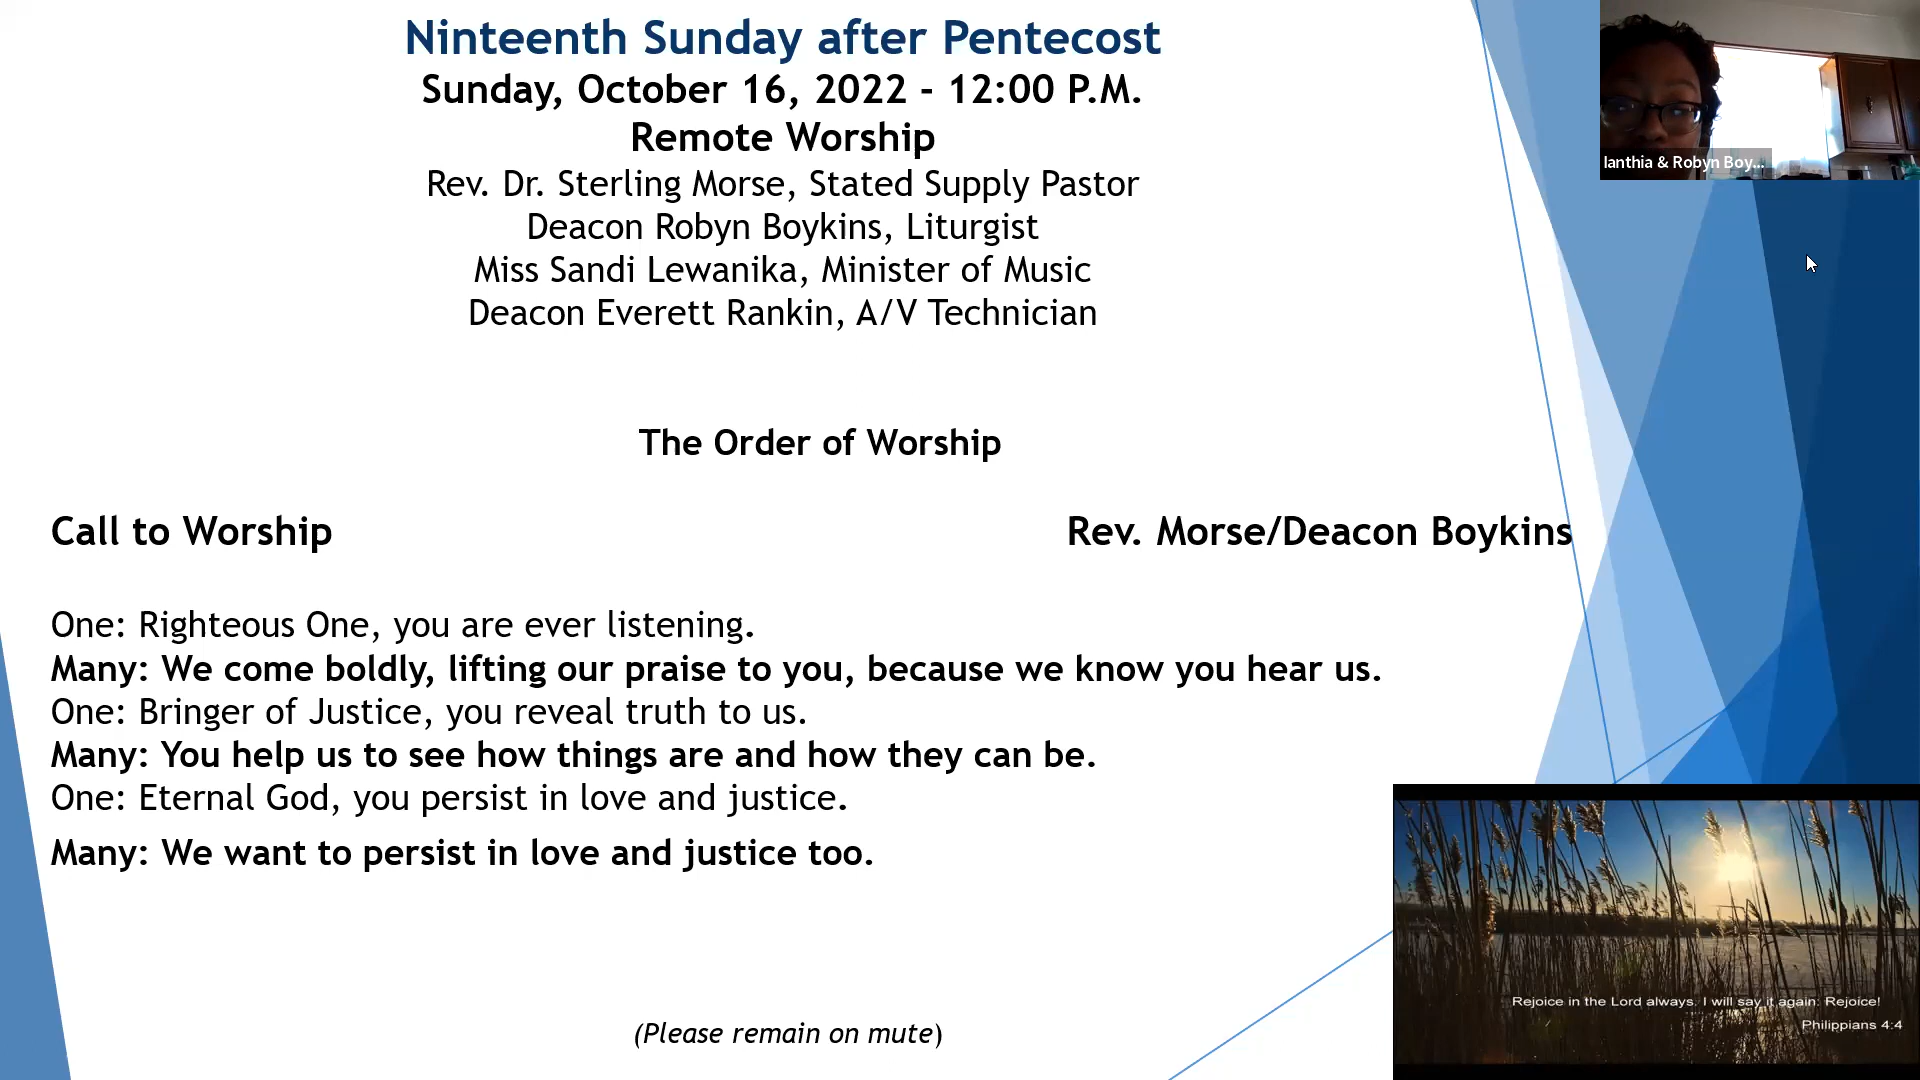 Ninteenth Sunday after Pentecost
Sunday, October 16, 2022 - 12:00 P.M.
Remote Worship
Rev. Dr. Sterling Morse, Stated Supply Pastor
Deacon Robyn Boykins, Liturgist
Miss Sandi Lewanika, Minister of Music
Deacon Everett Rankin, A/V Technician
Ianthia & Robyn Boy...
The Order of Worship
Call to Worship Rev. Morse/Deacon Boykins
One: Righteous One, you are ever listening.
Many: We come boldly, lifting our praise to you, because we know you hear us.
One: Bringer of Justice, you reveal truth to us.
Many: You help us to see how things are and how they can be.
One: Eternal God, you persist in love and justice.
Many: We want to persist in love and justice too.
Rejoice in the Lord always, I will say it again: Rejoice!
Philippians 4:4
(Please remain on mute)